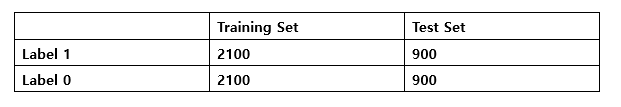 Training Set Test Set
Label 1 2100 900
Label 0 2100 900